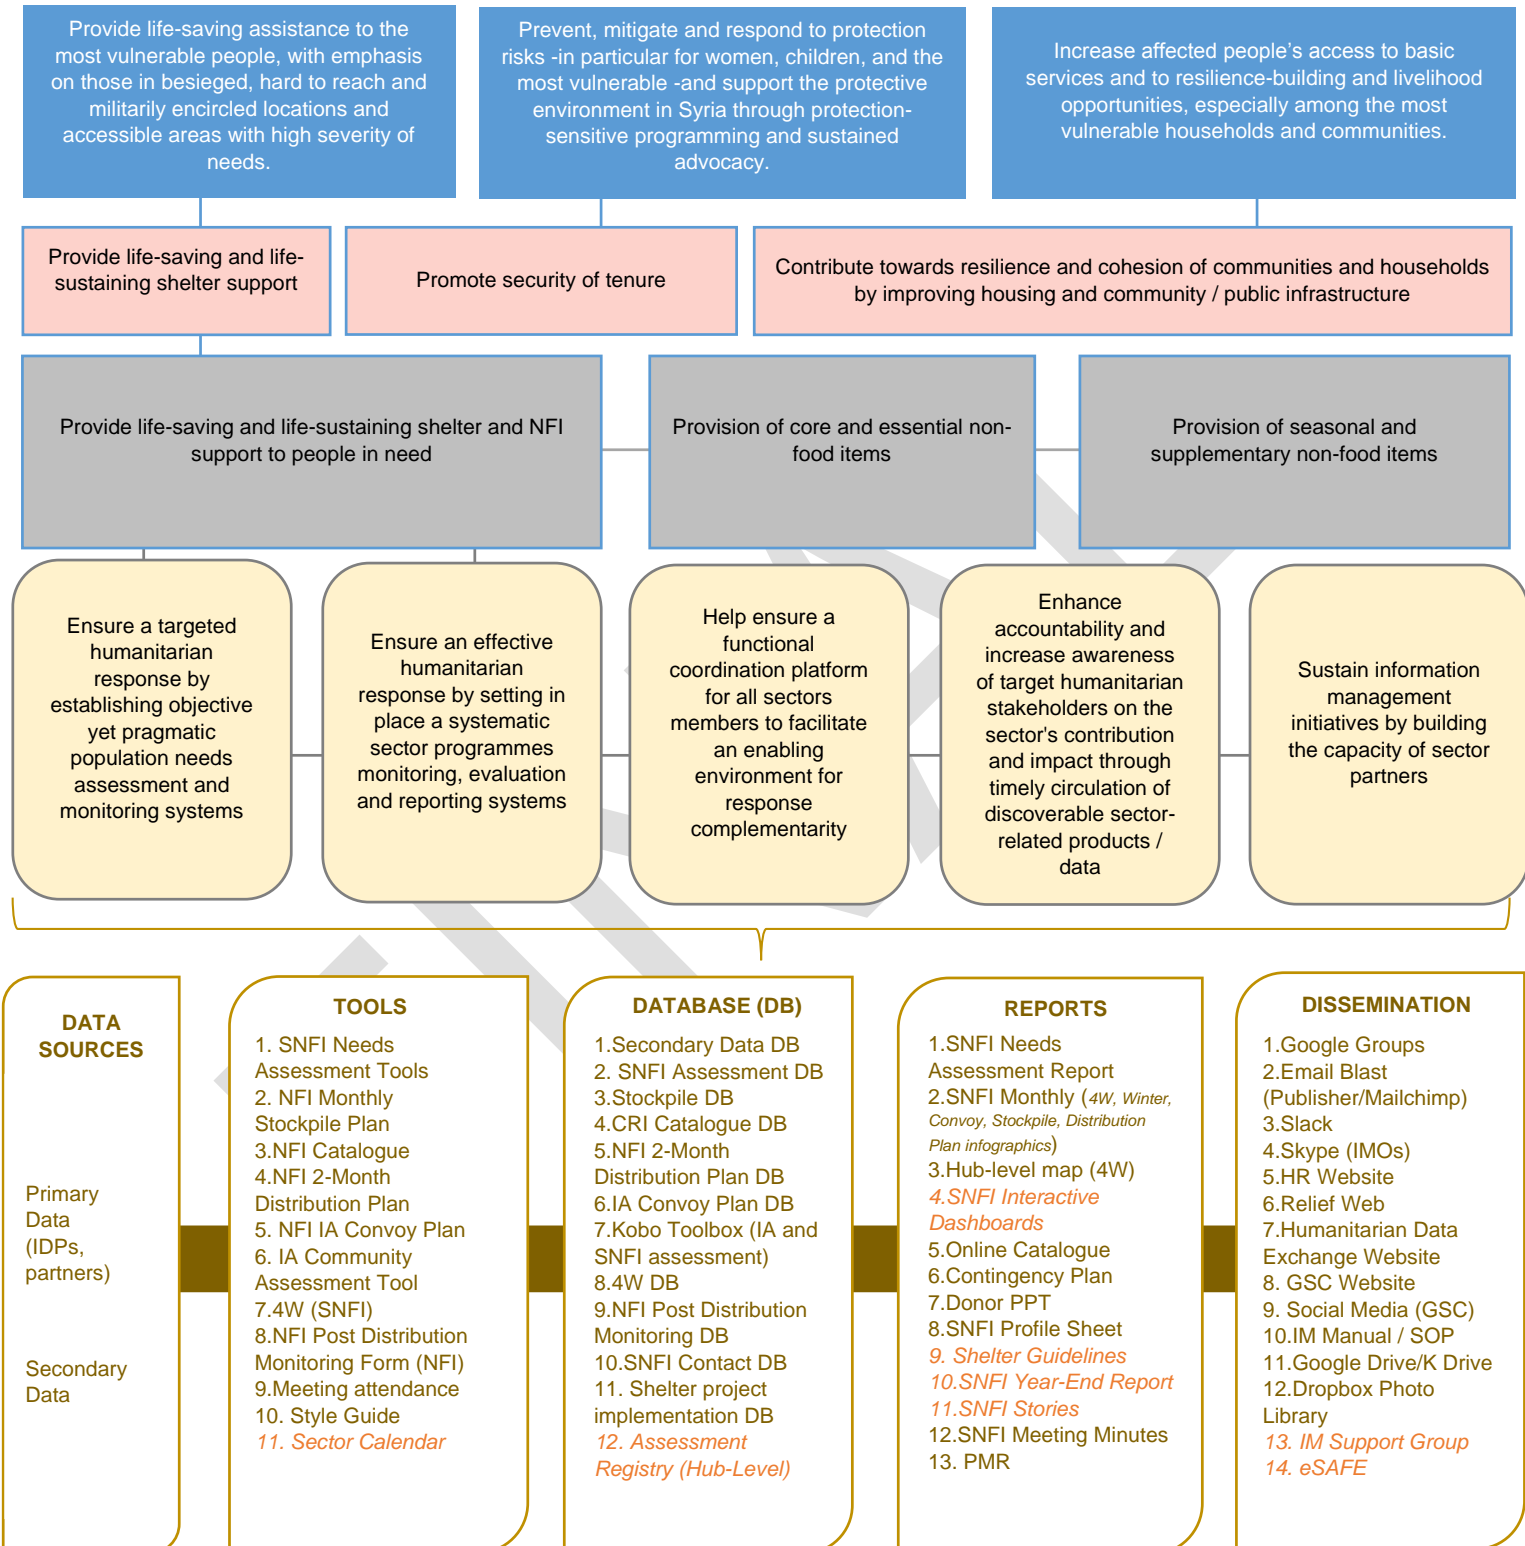 Provide life-saving assistance to the
most vulnerable people, with emphasis
on those in besieged, hard to reach and
militarily encircled locations and
accessible areas with high severity of
needs.
Prevent, mitigate and respond to protection
risks -in particular for women, children, and the
most vulnerable -and support the protective
environment in Syria through protection-
sensitive programming and sustained
advocacy.
Increase affected people’s access to basic
services and to resilience-building and livelihood
opportunities, especially among the most
vulnerable households and communities.
Provide life-saving and life-
sustaining shelter support
Promote security of tenure
Contribute towards resilience and cohesion of communities and households
by improving housing and community / public infrastructure
Provide life-saving and life-sustaining shelter and NFI
support to people in need
Provision of core and essential non-
food items
Provision of seasonal and
supplementary non-food items
Ensure a targeted
humanitarian
response by
establishing objective
yet pragmatic
population needs
assessment and
monitoring systems
Ensure an effective
humanitarian
response by setting in
place a systematic
sector programmes
monitoring, evaluation
and reporting systems
Help ensure a
functional
coordination platform
for all sectors
members to facilitate
an enabling
environment for
response
complementarity
Enhance
accountability and
increase awareness
of target humanitarian
stakeholders on the
sector's contribution
and impact through
timely circulation of
discoverable sector-
related products /
data
Sustain information
management
initiatives by building
the capacity of sector
partners
DATA
SOURCES
Primary
Data
(IDPs,
partners)
Secondary
Data
TOOLS
1. SNFI Needs
Assessment Tools
2. NFI Monthly
Stockpile Plan
3.NFI Catalogue
4.NFI 2-Month
Distribution Plan
5. NFI IA Convoy Plan
6. IA Community
Assessment Tool
7.4W (SNFI)
8.NFI Post Distribution
Monitoring Form (NFI)
9.Meeting attendance
10. Style Guide
11. Sector Calendar
DATABASE (DB)
1.Secondary Data DB
2. SNFI Assessment DB
3.Stockpile DB
4.CRI Catalogue DB
5.NFI 2-Month
Distribution Plan DB
6.IA Convoy Plan DB
7.Kobo Toolbox (IA and
SNFI assessment)
8.4W DB
9.NFI Post Distribution
Monitoring DB
10.SNFI Contact DB
11. Shelter project
implementation DB
12. Assessment
Registry (Hub-Level)
REPORTS
1.SNFI Needs
Assessment Report
2.SNFI Monthly (4W, Winter,
Convoy, Stockpile, Distribution
Plan infographics)
3.Hub-level map (4W)
4.SNFI Interactive
Dashboards
5.Online Catalogue
6.Contingency Plan
7.Donor PPT
8.SNFI Profile Sheet
9. Shelter Guidelines
10.SNFI Year-End Report
11.SNFI Stories
12.SNFI Meeting Minutes
13. PMR
DISSEMINATION
1.Google Groups
2.Email Blast
(Publisher/Mailchimp)
3.Slack
4.Skype (IMOs)
5.HR Website
6.Relief Web
7.Humanitarian Data
Exchange Website
8. GSC Website
9. Social Media (GSC)
10.IM Manual / SOP
11.Google Drive/K Drive
12.Dropbox Photo
Library
13. IM Support Group
14. eSAFE